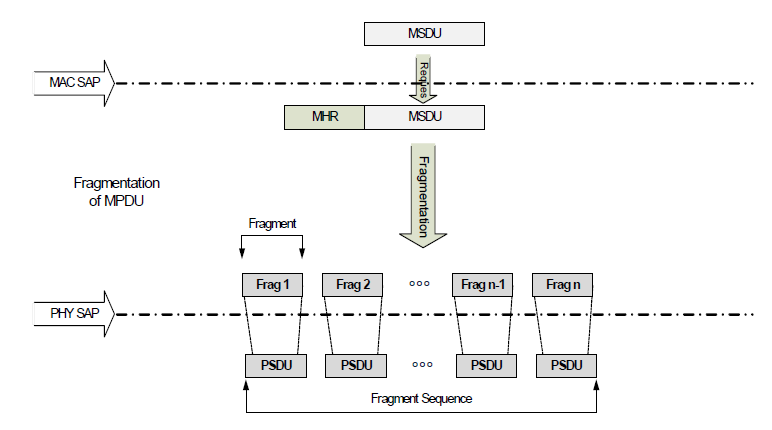 MSDU
Reques
MAC SAP
MHR MSDU
Fragmentation
Fragmentation
of MPDU
Fragment
Frag 1 Frag 2 Frag n-1 Frag n
PHY SAP
PSDU PSDU PSDU PSDU
Fragment Sequence